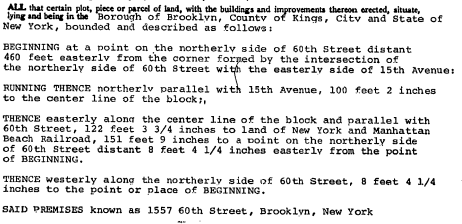 ALL that certain plot, piece or parcel of land, with the buildings and improvements thereon erected, situate,
lying and being in the Borough of Brooklyn, County of Kings, City and State of
New York, bounded and described as follows:
BEGINNING at a point on the northerly side of 60th Street distant
460 feet easterly from the corner formed by the intersection of
the northerly side of 60th Street with the easterly side of 15th Avenue:
RUNNING THENCE northerly parallel with 15th Avenue, 100 feet 2 inches
to the center line of the block;,
THENCE easterly along the center line of the block and parallel with
60th Street, 122 feet 3 3/4 inches to land of New York and Manhattan
Beach Railroad, 151 feet 9 inches to a point on the northerly side
of 60th Street distant 8 feet 4 1/4 inches easterly from the point
of BEGINNING.
THENCE westerly along the northerly side of 60th Street, 8 feet 4 1/4
inches to the point or place of BEGINNING.
SAID PREMISES known as 1557 60th Street, Brooklyn, New York